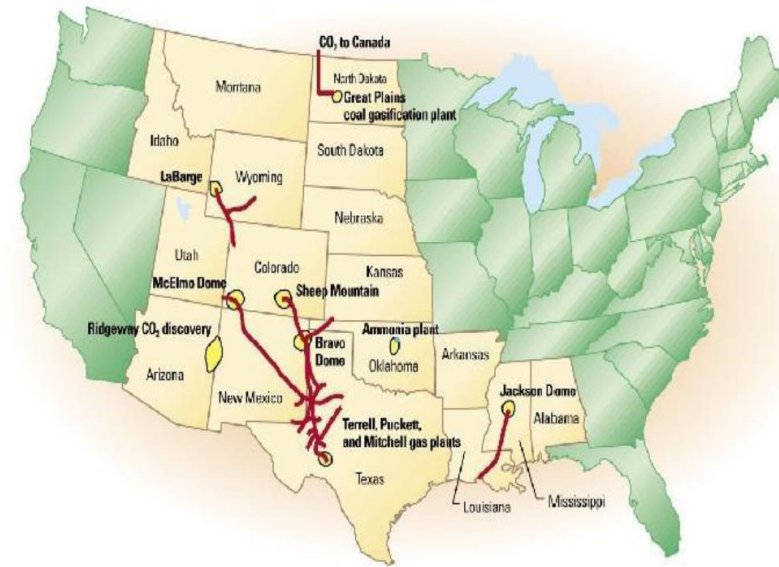 CO₂ to Canada
North Dakota
Great Plains
coal gasification plant
Montana
Idaho
South Dakota
LaBarge
Wyoming
Nebraska
Utah
Colorado
Kansas
McElmo Dome
Sheep Mountain
Ridgeway CO₂ discovery
Bravo
Dome
Ammonia plant
Oklahoma
Arkansas
Arizona
New Mexico
Jackson Dome
Alabama
Terrell, Puckett,
and Mitchell gas plants
Texas
Louisiana
Mississippi